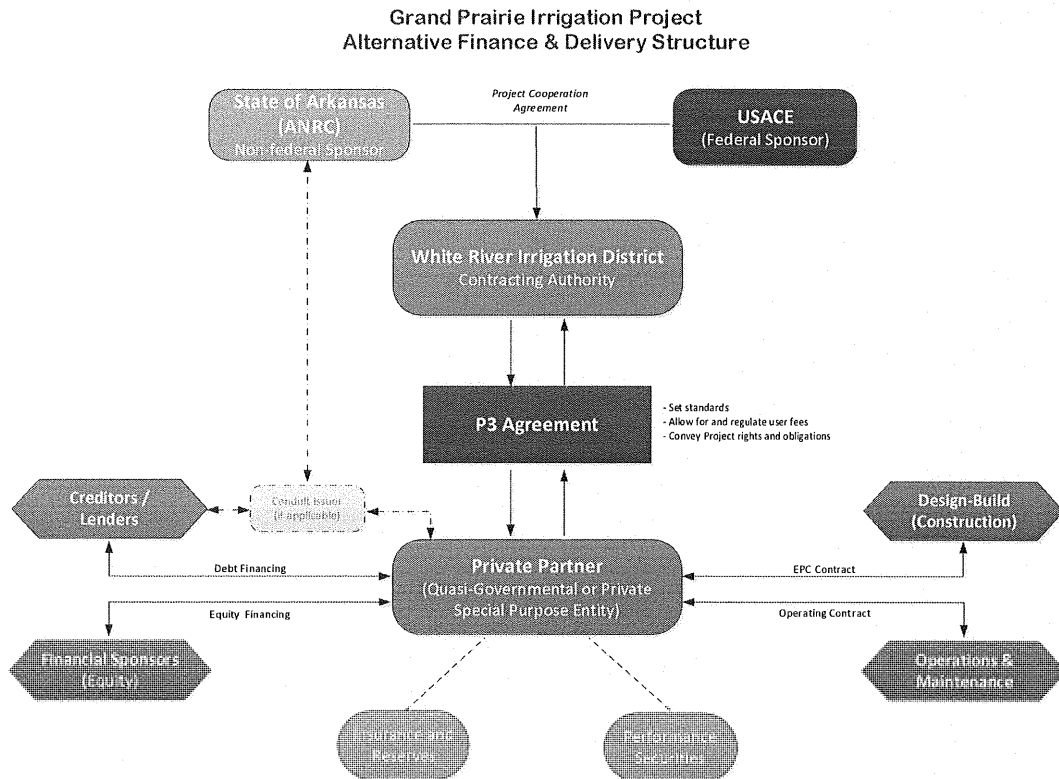 Grand Prairie Irrigation Project
Alternative Finance & Delivery Structure
State of Arkansas
(ANRC)
Non-federal Sponsor
Project Cooperation
Agreement
USACE
(Federal Sponsor)
White River Irrigation District
Contracting Authority
P3 Agreement
- Set standards
- Allow for and regulate user fees
- Convey Project rights and obligations
Creditors /
Lenders
Conduit Issuer
(if applicable)
Design-Build
(Construction)
Debt Financing
Private Partner
(Quasi-Governmental or Private
Special Purpose Entity)
EPC Contract
Equity Financing
Operating Contract
Financial Sponsors
(Equity)
Operations &
Maintenance
Insurance and
Reserves
Performance
Securities